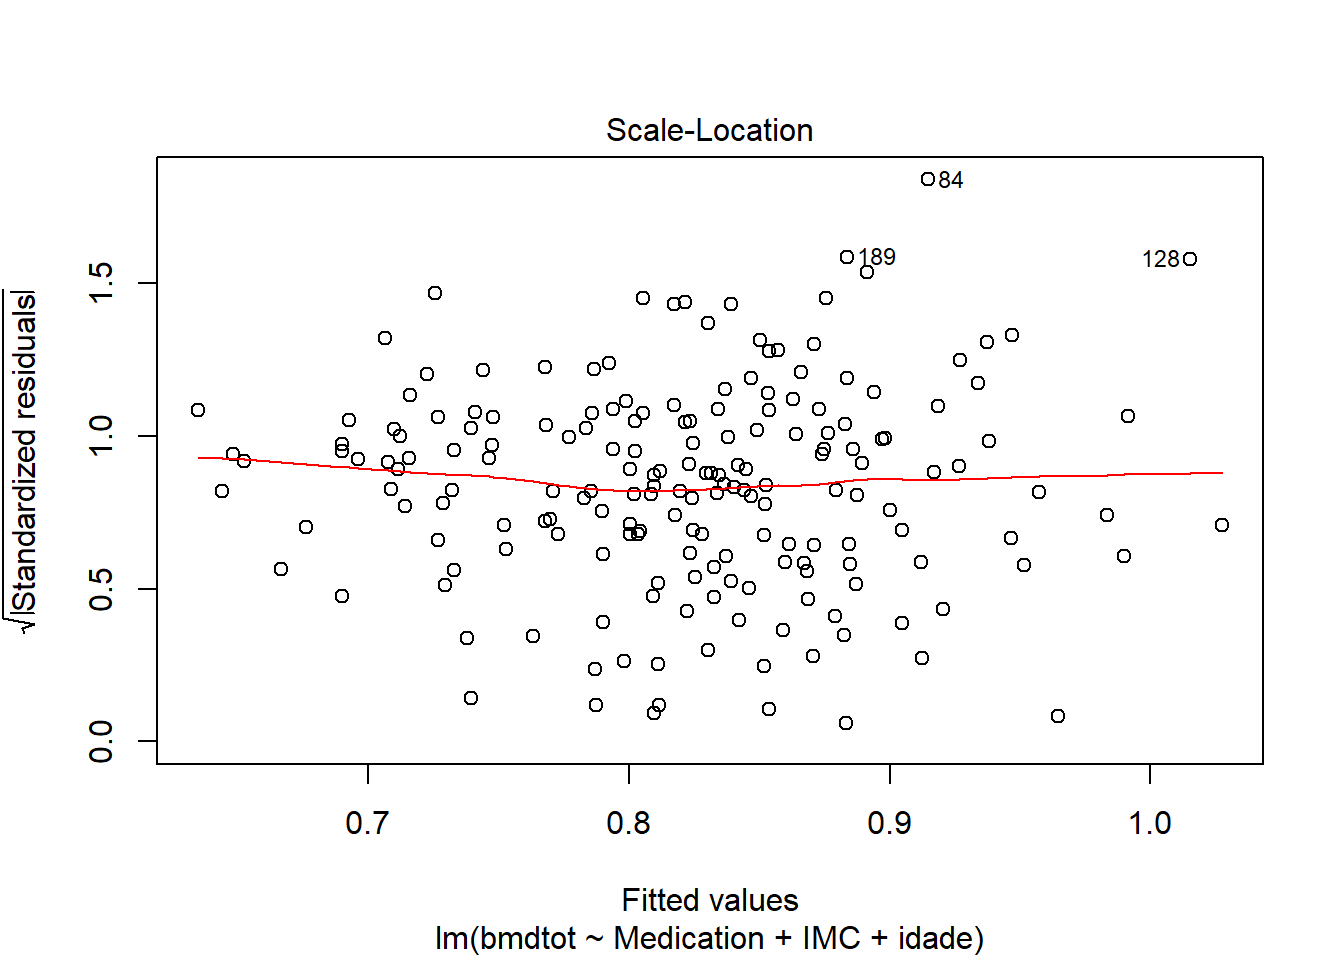 Scale-Location
√|Standardized residuals|
1.5
1.0
0.5
0.0
84
189
128
0.7 0.8 0.9 1.0
Fitted values
lm(bmdtot ~ Medication + IMC + idade)